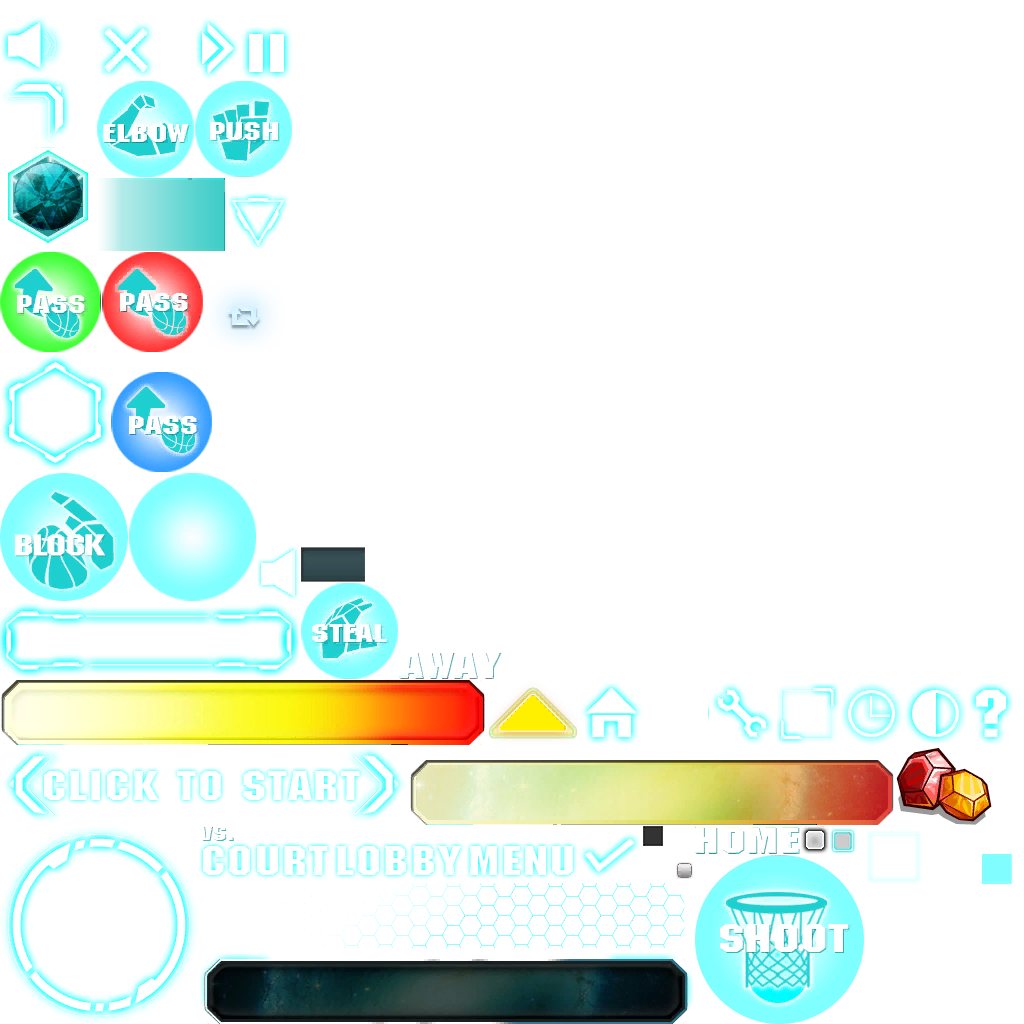 ELBOW
PUSH
PASS
PASS
PASS
BLOCK
STEAL
AWAY
?
CLICK TO START
VS.
HOME
COURT LOBBY MENU
SHOOT